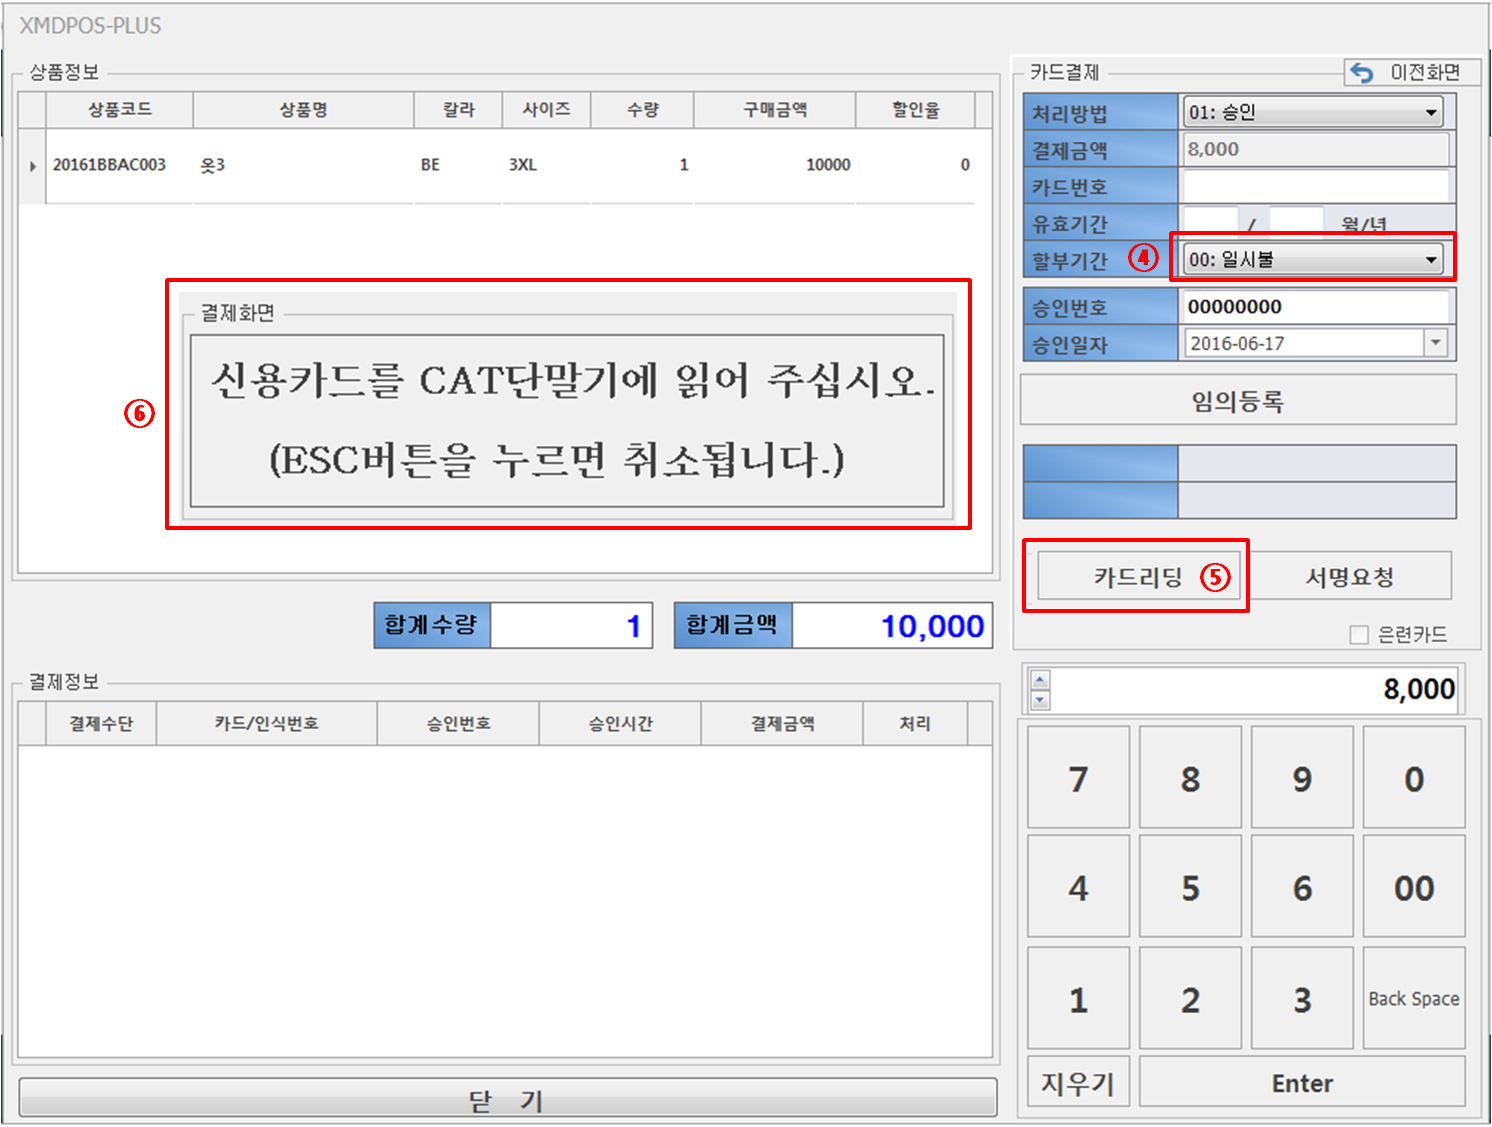 XMDPOS-PLUS
상품정보
상품코드 상품명 칼라 사이즈 수량 구매금액 할인율
20161BBAC003 옷3 BE 3XL 1 10000 0
⑥
결제화면
신용카드를 CAT단말기에 읽어 주십시오.
(ESC버튼을 누르면 취소됩니다.)
합계수량 1 합계금액 10,000
결제정보
결제수단 카드/인식번호 승인번호 승인시간 결제금액 처리
닫 기
카드결제 이전화면
처리방법 01: 승인
결제금액 8,000
카드번호
유효기간 / 월/년
할부기간 ④ 00: 일시불
승인번호 00000000
승인일자 2016-06-17
임의등록
카드리딩 ⑤ 서명요청
은련카드
8,000
7 8 9 0
4 5 6 00
1 2 3 Back Space
지우기 Enter